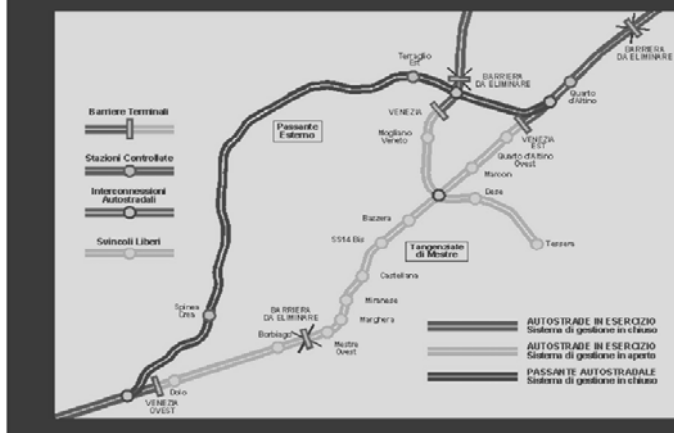 Terraglio
Est
BARRIERA
DA ELIMINARE
BARRIERA
DA ELIMINARE
Quarto
d'Altino
Barriere Terminali
Passante
Esterno
VENEZIA
Mogliano
Veneto
VENEZIA
EST
Quarto d'Altino
Ovest
Stazioni Controllate
Marcon
Interconnessioni
Autostradali
Dese
Bazzera
SS14 Bis
Tangenziale
di Mestre
Tessera
Svincoli Liberi
Castellana
Spinea
Crea
Miranese
BARRIERA
DA ELIMINARE
Marghera
Borbiago
Mestre
Ovest
Dolo
VENEZIA
OVEST
AUTOSTRADE IN ESERCIZIO
Sistema di gestione in chiuso
AUTOSTRADE IN ESERCIZIO
Sistema di gestione in aperto
PASSANTE AUTOSTRADALE
Sistema di gestione in chiuso